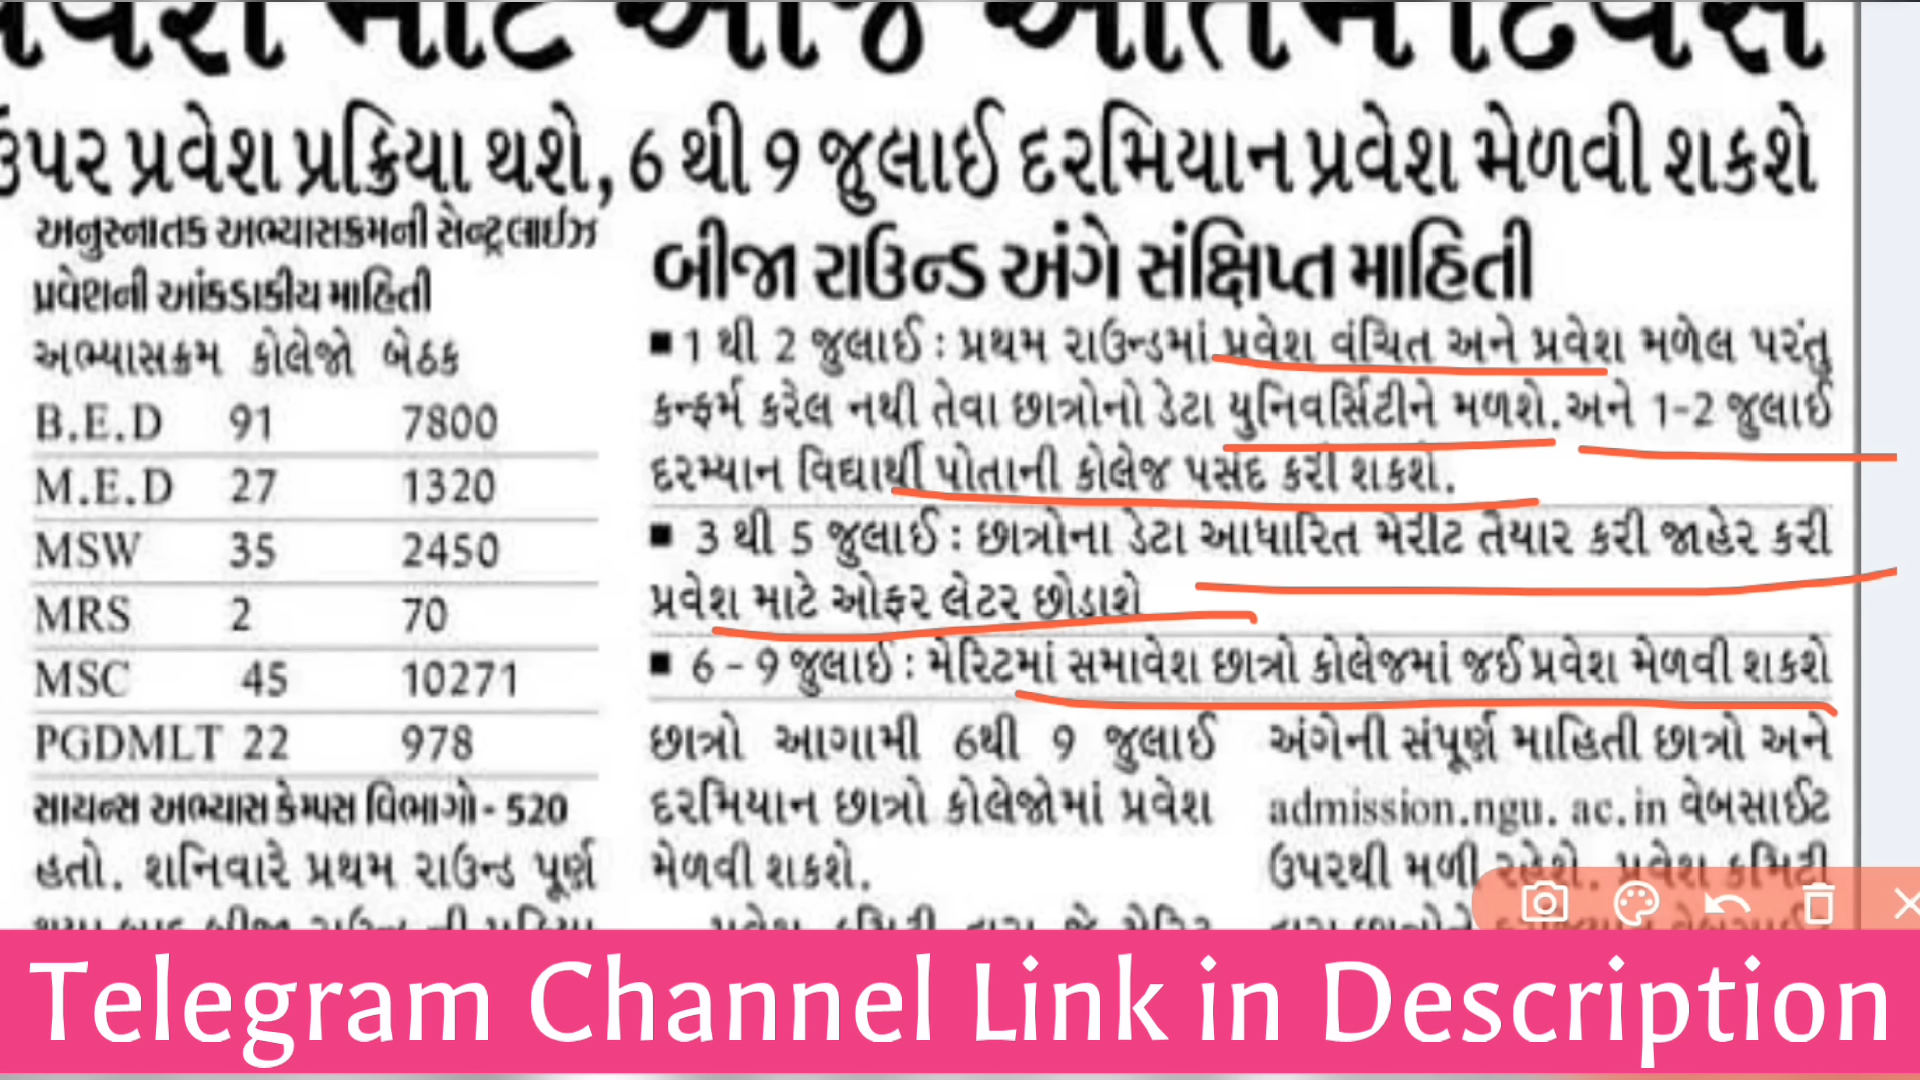 માટે આજે અંતિમ દિવસ
ઉપર પ્રવેશ પ્રક્રિયા થશે, 6 થી 9 જુલાઈ દરમિયાન પ્રવેશ મેળવી શકશે
અનુસ્નાતક અભ્યાસક્રમની સેન્ટ્રલાઈઝ
પ્રવેશની આંકડાકીય માહિતી
અભ્યાસક્રમ કોલેજો બેઠક
B.E.D 91 7800
M.E.D 27 1320
MSW 35 2450
MRS 2 70
MSC 45 10271
PGDMLT 22 978
સાયન્સ અભ્યાસ કેમ્પસ વિભાગો - 520
હતો. શનિવારે પ્રથમ રાઉન્ડ પૂર્ણ
બીજા રાઉન્ડ અંગે સંક્ષિપ્ત માહિતી
■ 1 થી 2 જુલાઈ : પ્રથમ રાઉન્ડમાં પ્રવેશ વંચિત અને પ્રવેશ મળેલ પરંતુ
કન્ફર્મ કરેલ નથી તેવા છાત્રોનો ડેટા યુનિવર્સિટીને મળશે. અને 1-2 જુલાઈ
દરમ્યાન વિદ્યાર્થી પોતાની કોલેજ પસંદ કરી શકશે.
■ 3 થી 5 જુલાઈ : છાત્રોના ડેટા આધારિત મેરીટ તૈયાર કરી જાહેર કરી
પ્રવેશ માટે ઓફર લેટર છોડાશે
■ 6 – 9 જુલાઈ : મેરિટમાં સમાવેશ છાત્રો કોલેજમાં જઈ પ્રવેશ મેળવી શકશે
છાત્રો આગામી 6થી 9 જુલાઈ
દરમિયાન છાત્રો કોલેજોમાં પ્રવેશ
મેળવી શકશે.
અંગેની સંપૂર્ણ માહિતી છાત્રો અને
admission.ngu. ac.in વેબસાઈટ
ઉપરથી મળી રહેશે. પ્રવેશ કમિટી
Telegram Channel Link in Description